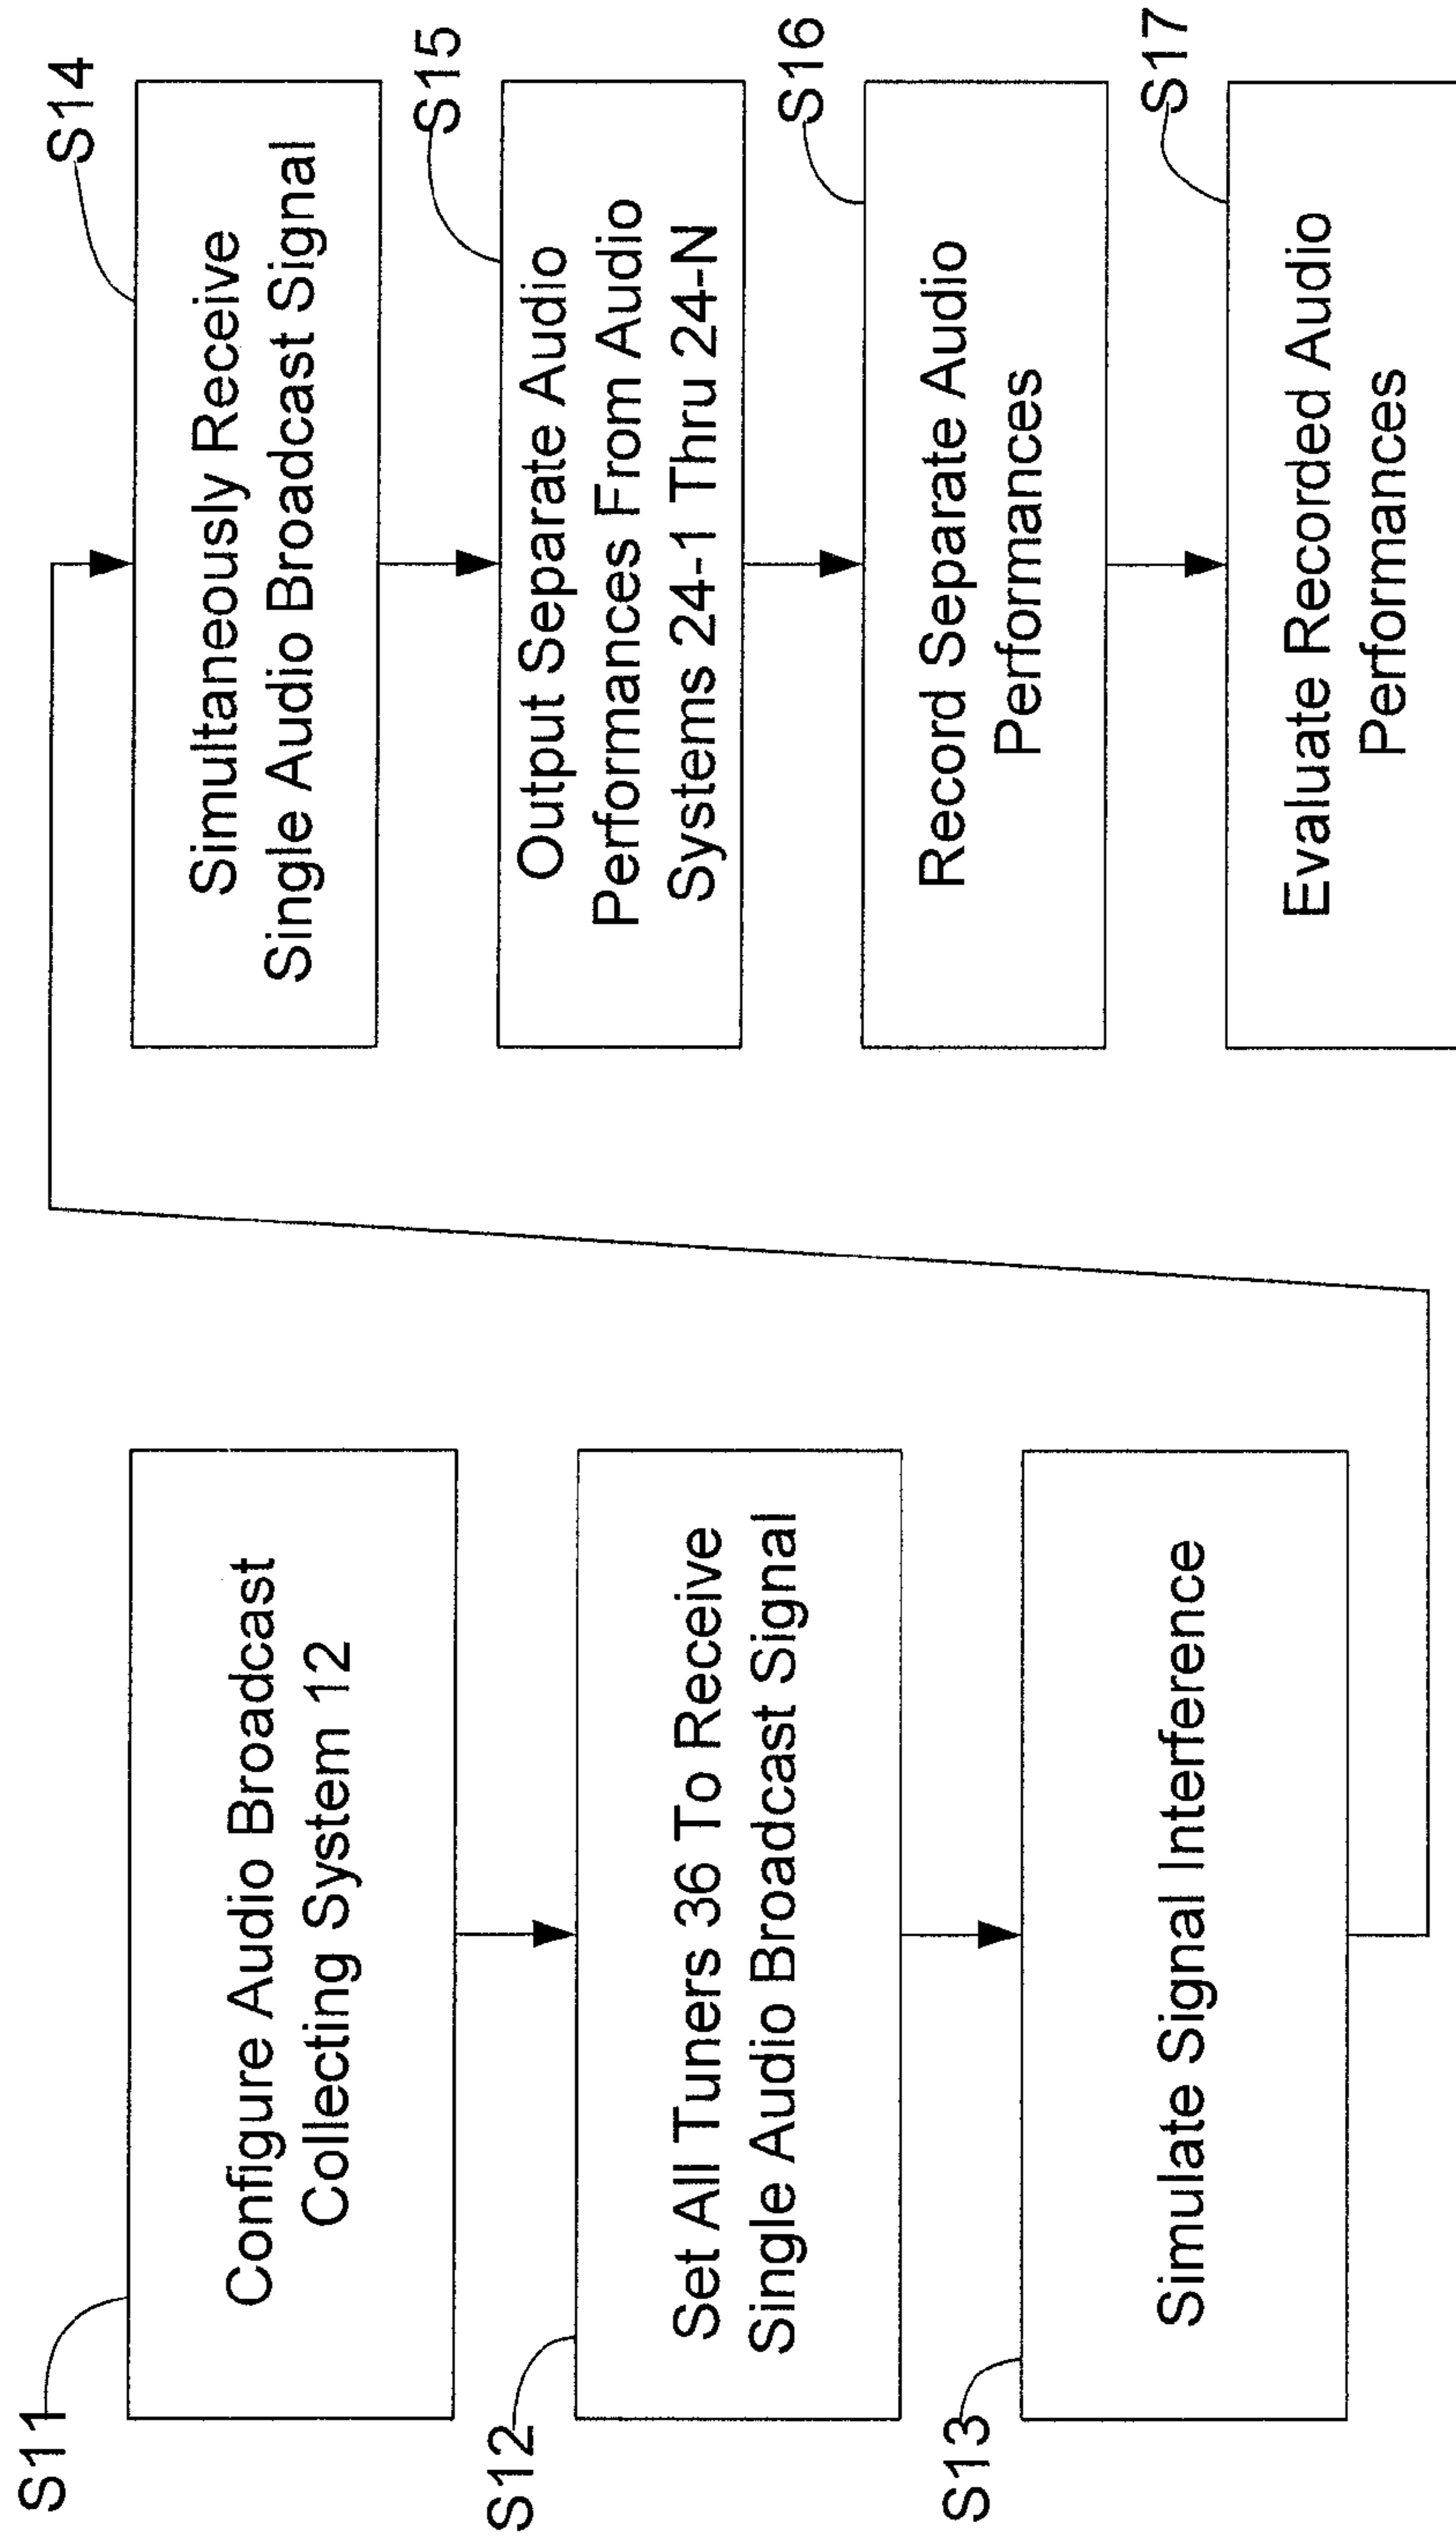 S11
Configure Audio Broadcast
Collecting System 12
S12
Set All Tuners 36 To Receive
Single Audio Broadcast Signal
S13
Simulate Signal Interference
S14
Simultaneously Receive
Single Audio Broadcast Signal
S15
Output Separate Audio
Performances From Audio
Systems 24-1 Thru 24-N
S16
Record Separate Audio
Performances
S17
Evaluate Recorded Audio
Performances